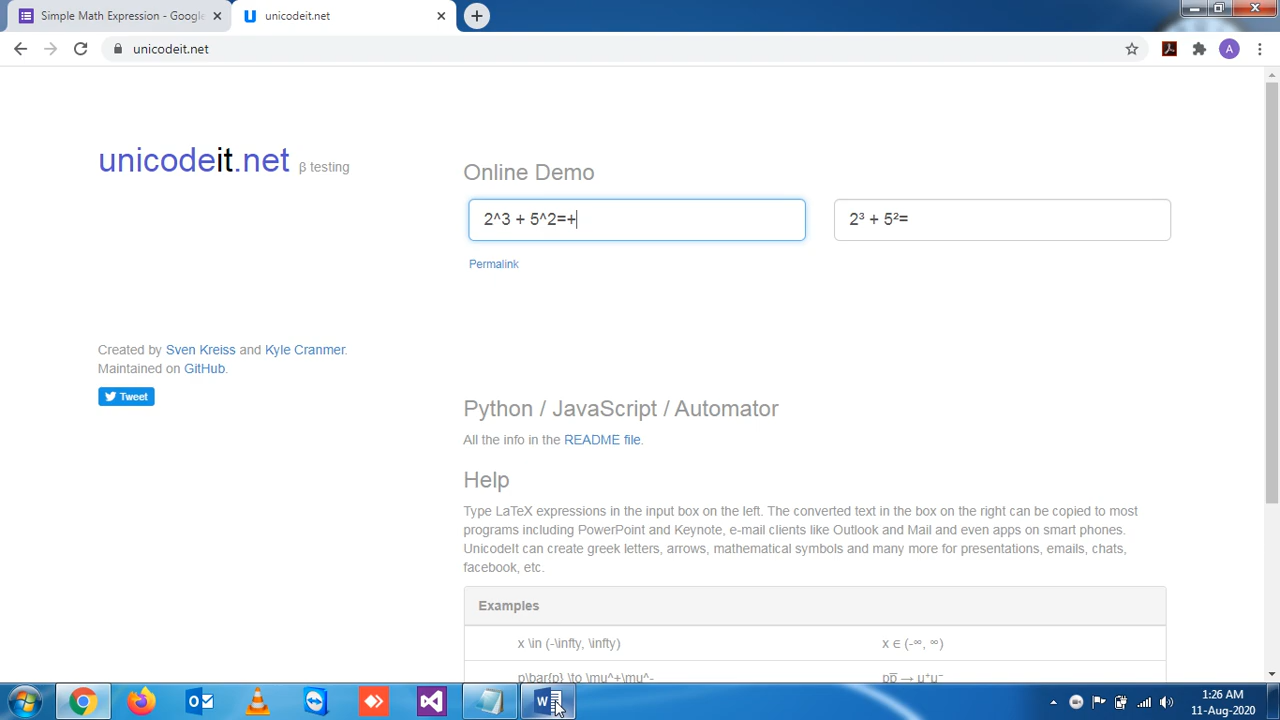 Simple Math Expression - Google
unicodeit.net
unicodeit.net
A
unicodeit.net β testing
Online Demo
2^3 + 5^2=+
2³ + 5²=
Permalink
Created by Sven Kreiss and Kyle Cranmer.
Maintained on GitHub.
Tweet
Python / JavaScript / Automator
All the info in the README file.
Help
Type LaTeX expressions in the input box on the left. The converted text in the box on the right can be copied to most
programs including PowerPoint and Keynote, e-mail clients like Outlook and Mail and even apps on smart phones.
UnicodeIt can create greek letters, arrows, mathematical symbols and many more for presentations, emails, chats,
facebook, etc.
Examples
x \in (-\infty, \infty) x ∈ (-∞, ∞)
p\bar{p} \to \mu^+\mu^- pp̅ → μ⁺μ⁻
1:26 AM
11-Aug-2020